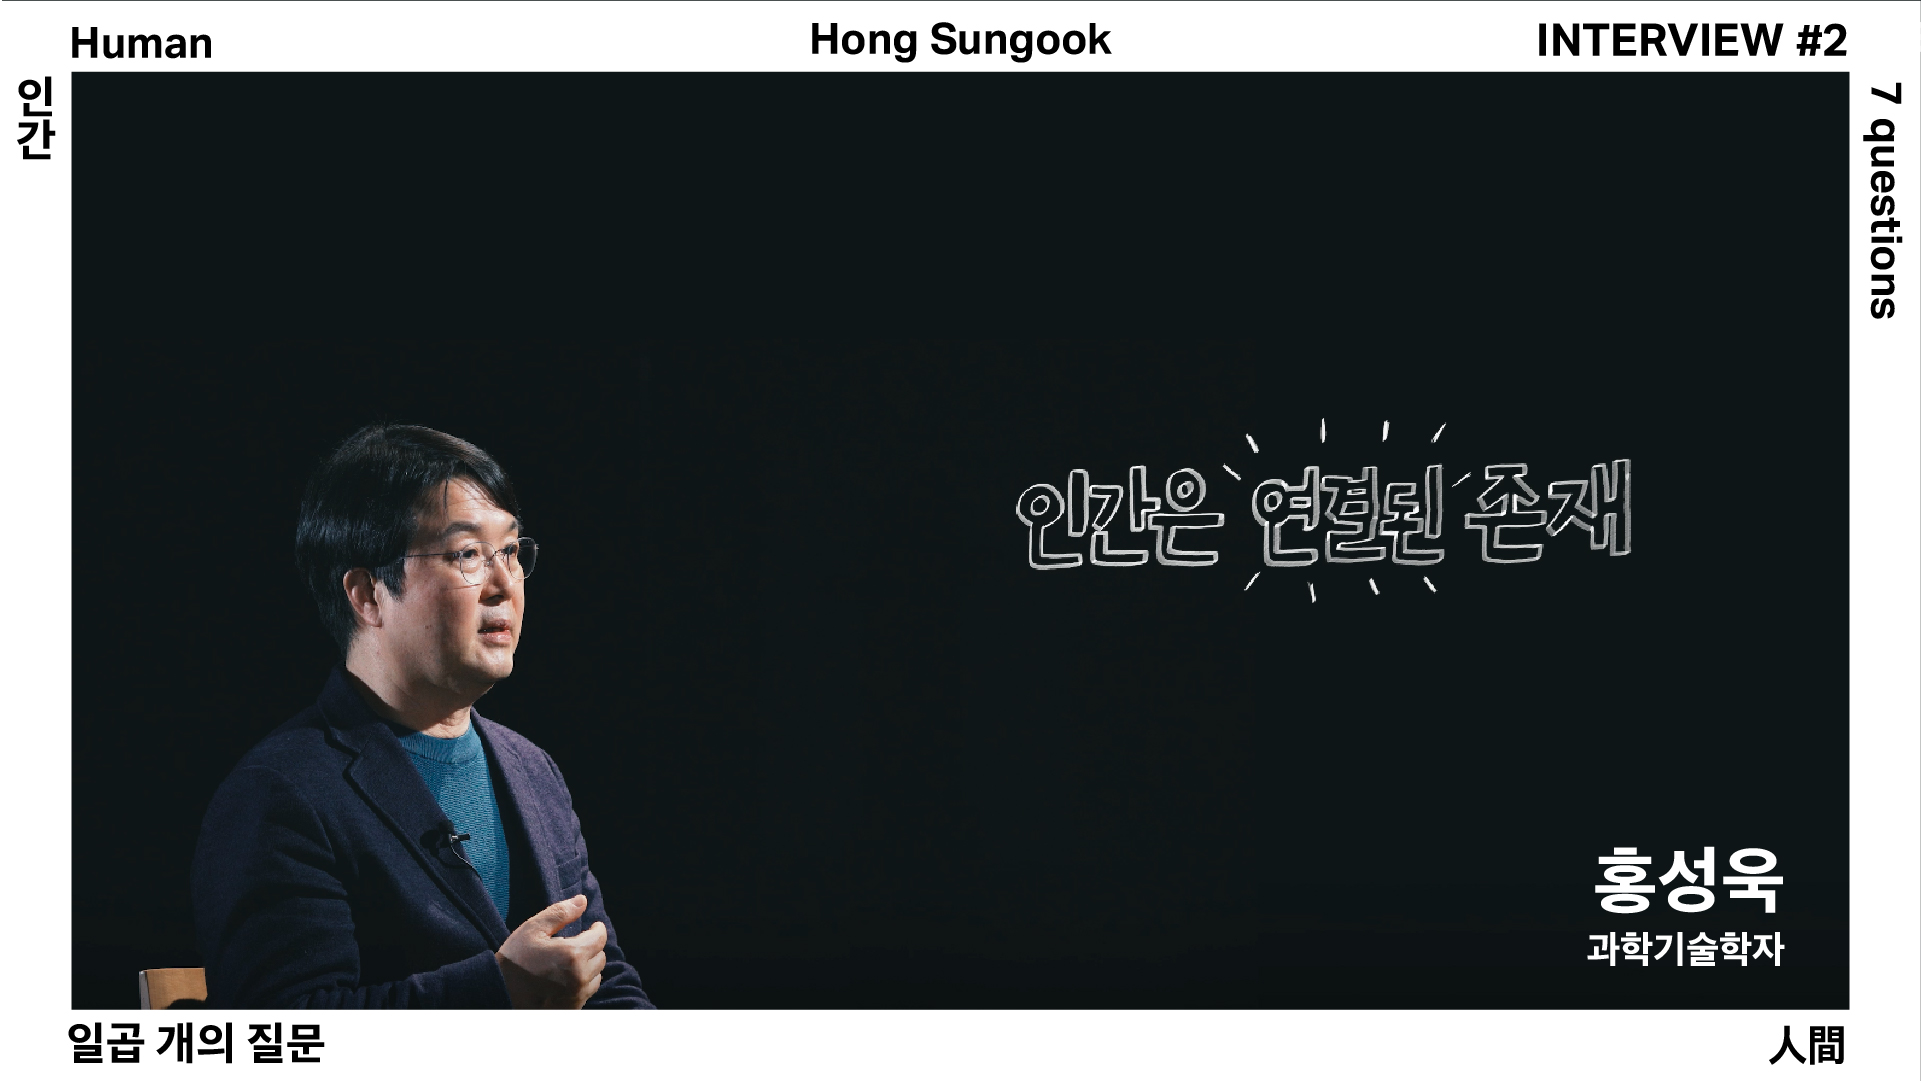 Human
Hong Sungook
INTERVIEW #2
인간
7 questions
인간은 연결된 존재
홍성욱
과학기술학자
일곱 개의 질문
人間